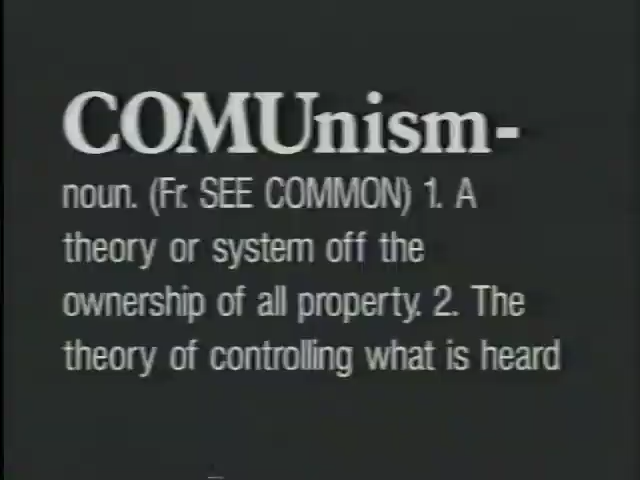 COMUnism-
noun. (Fr. SEE COMMON) 1. A
theory or system off the
ownership of all property. 2. The
theory of controlling what is heard